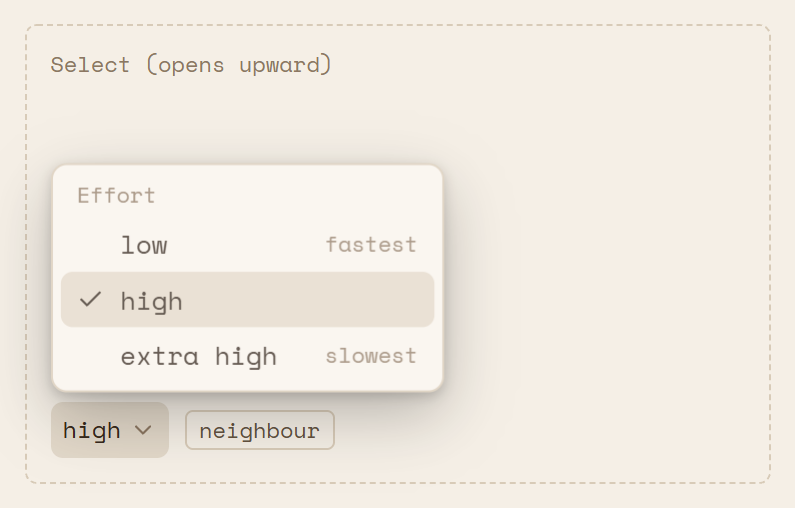 Select (opens upward)
Effort
low fastest
high
extra high slowest
high neighbour